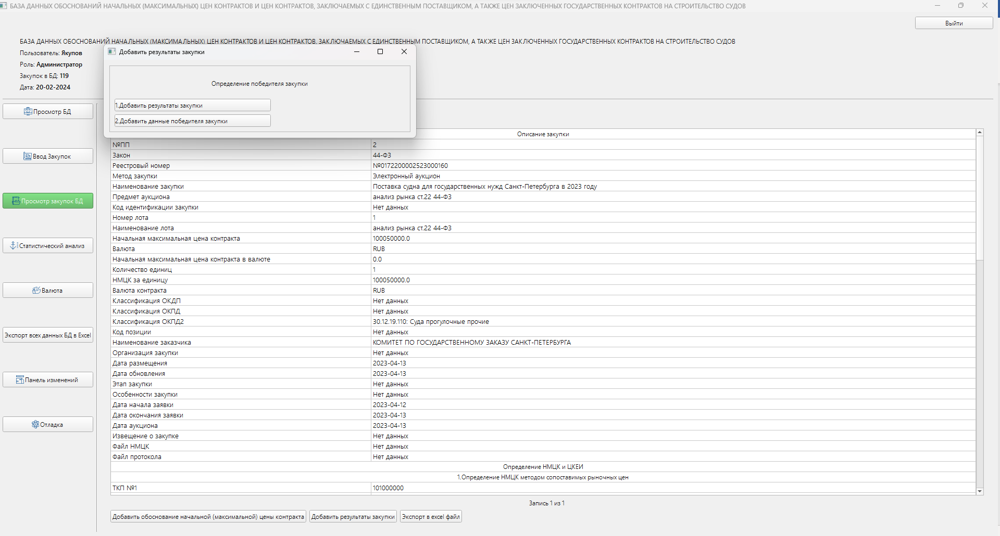 БАЗА ДАННЫХ ОБОСНОВАНИЙ НАЧАЛЬНЫХ (МАКСИМАЛЬНЫХ) ЦЕН КОНТРАКТОВ И ЦЕН КОНТРАКТОВ, ЗАКЛЮЧАЕМЫХ С ЕДИНСТВЕННЫМ ПОСТАВЩИКОМ, А ТАКЖЕ ЦЕН ЗАКЛЮЧЕННЫХ ГОСУДАРСТВЕННЫХ КОНТРАКТОВ НА СТРОИТЕЛЬСТВО СУДОВ
Выйти
БАЗА ДАННЫХ ОБОСНОВАНИЙ НАЧАЛЬНЫХ (МАКСИМАЛЬНЫХ) ЦЕН КОНТРАКТОВ И ЦЕН КОНТРАКТОВ, ЗАКЛЮЧАЕМЫХ С ЕДИНСТВЕННЫМ ПОСТАВЩИКОМ, А ТАКЖЕ ЦЕН ЗАКЛЮЧЕННЫХ ГОСУДАРСТВЕННЫХ КОНТРАКТОВ НА СТРОИТЕЛЬСТВО СУДОВ
Пользователь: Якупов
Роль: Администратор
Закупок в БД: 119
Дата: 20-02-2024
Добавить результаты закупки
Определение победителя закупки
1.Добавить результаты закупки
2.Добавить данные победителя закупки
Просмотр БД
Ввод Закупок
Просмотр закупок БД
Статистический анализ
Валюта
Экспорт всех данных БД в Excel
Панель изменений
Отладка
Описание закупки
№ПП 2
Закон 44-ФЗ
Реестровый номер №0172200002523000160
Метод закупки Электронный аукцион
Наименование закупки Поставка судна для государственных нужд Санкт-Петербурга в 2023 году
Предмет аукциона анализ рынка ст.22 44-ФЗ
Код идентификации закупки Нет данных
Номер лота 1
Наименование лота анализ рынка ст.22 44-ФЗ
Начальная максимальная цена контракта 100050000.0
Валюта RUB
Начальная максимальная цена контракта в валюте 0.0
Количество единиц 1
НМЦК за единицу 100050000.0
Валюта контракта RUB
Классификация ОКДП Нет данных
Классификация ОКПД Нет данных
Классификация ОКПД2 30.12.19.110: Суда прогулочные прочие
Код позиции Нет данных
Наименование заказчика КОМИТЕТ ПО ГОСУДАРСТВЕННОМУ ЗАКАЗУ САНКТ-ПЕТЕРБУРГА
Организация закупки Нет данных
Дата размещения 2023-04-13
Дата обновления 2023-04-13
Этап закупки Нет данных
Особенности закупки Нет данных
Дата начала заявки 2023-04-12
Дата окончания заявки 2023-04-13
Дата аукциона 2023-04-13
Извещение о закупке Нет данных
Файл НМЦК Нет данных
Файл протокола Нет данных
Определение НМЦК и ЦКЕИ
1.Определение НМЦК методом сопоставимых рыночных цен
ТКП №1 101000000
Запись 1 из 1
Добавить обоснование начальной (максимальной) цены контракта
Добавить результаты закупки
Экспорт в excel файл